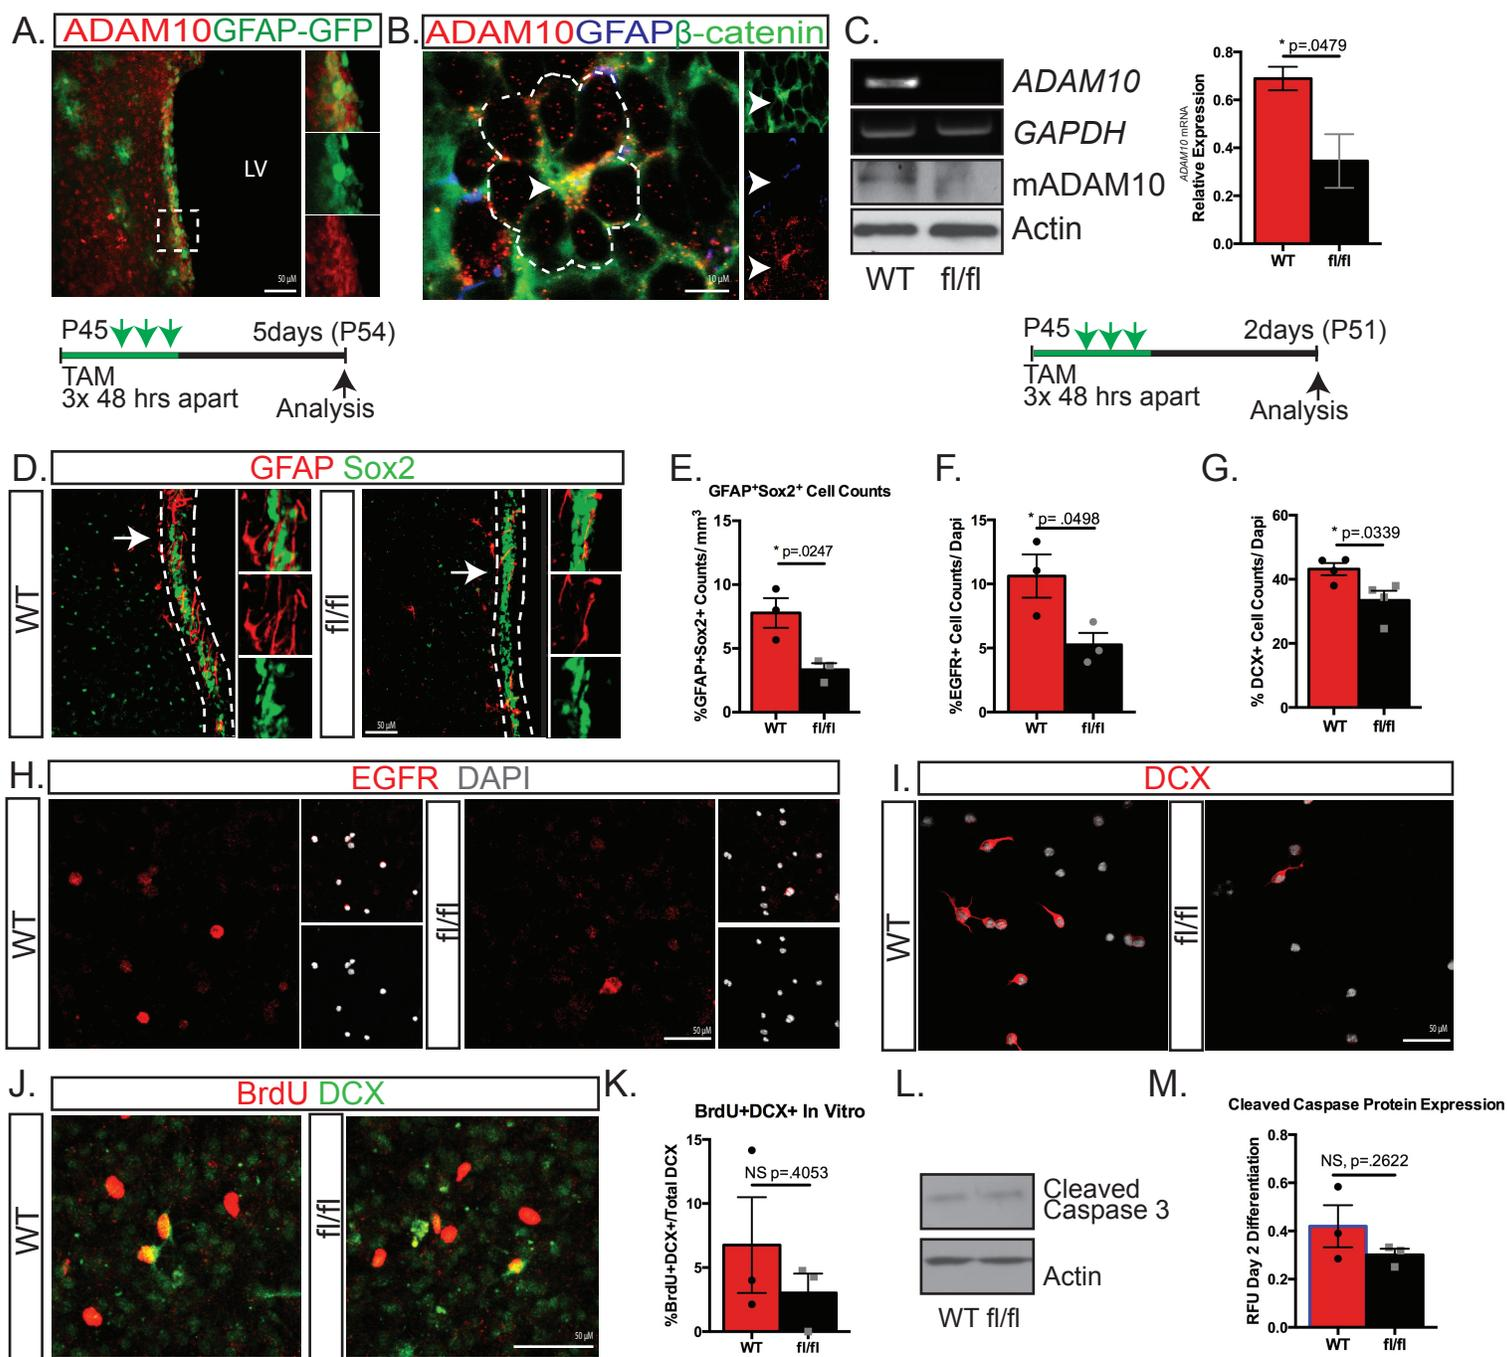 A.
ADAM10GFAP-GFP
LV
50 µM
P45
5days (P54)
TAM
3x 48 hrs apart
Analysis
B.
ADAM10GFAPβ-catenin
10 µM
C.
ADAM10
GAPDH
mADAM10
Actin
WT fl/fl
* p=.0479
ADAM10 mRNA
Relative Expression
0.8
0.6
0.4
0.2
0.0
WT fl/fl
P45
2days (P51)
TAM
3x 48 hrs apart
Analysis
D.
GFAP Sox2
WT
fl/fl
50 µM
E.
GFAP+Sox2+ Cell Counts
%GFAP+Sox2+ Counts/ mm3
15
10
5
0
* p=.0247
WT fl/fl
F.
%EGFR+ Cell Counts/ Dapi
15
10
5
0
* p= .0498
WT fl/fl
G.
% DCX+ Cell Counts/ Dapi
60
40
20
0
* p=.0339
WT fl/fl
H.
EGFR DAPI
WT
fl/fl
50 µM
I.
DCX
WT
fl/fl
50 µM
J.
BrdU DCX
WT
fl/fl
50 µM
K.
BrdU+DCX+ In Vitro
%BrdU+DCX+/Total DCX
15
10
5
0
NS p=.4053
WT fl/fl
L.
Cleaved
Caspase 3
Actin
WT fl/fl
M.
Cleaved Caspase Protein Expression
RFU Day 2 Differentiation
0.8
0.6
0.4
0.2
0.0
NS, p=.2622
WT fl/fl